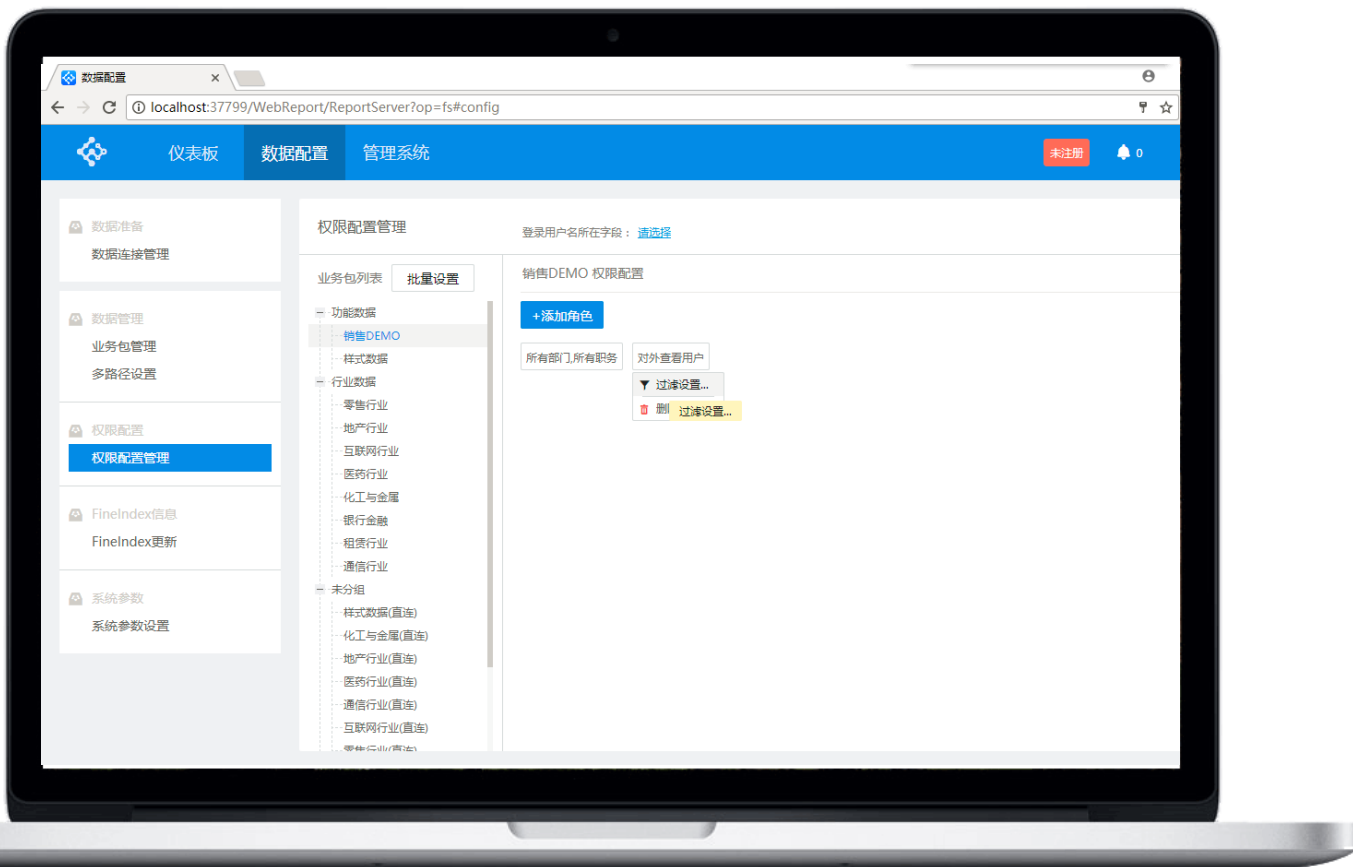 数据配置
localhost:37799/WebReport/ReportServer?op=fs#config
仪表板
数据配置
管理系统
未注册
0
数据准备
数据连接管理
数据管理
业务包管理
多路径设置
权限配置
权限配置管理
FineIndex信息
FineIndex更新
系统参数
系统参数设置
权限配置管理
登录用户名所在字段： 请选择
业务包列表
批量设置
功能数据
销售DEMO
样式数据
行业数据
零售行业
地产行业
互联网行业
医药行业
化工与金属
银行金融
租赁行业
通信行业
未分组
样式数据(直连)
化工与金属(直连)
地产行业(直连)
医药行业(直连)
通信行业(直连)
互联网行业(直连)
零售行业(直连)
销售DEMO 权限配置
+添加角色
所有部门,所有职务
对外查看用户
过滤设置...
删
过滤设置...